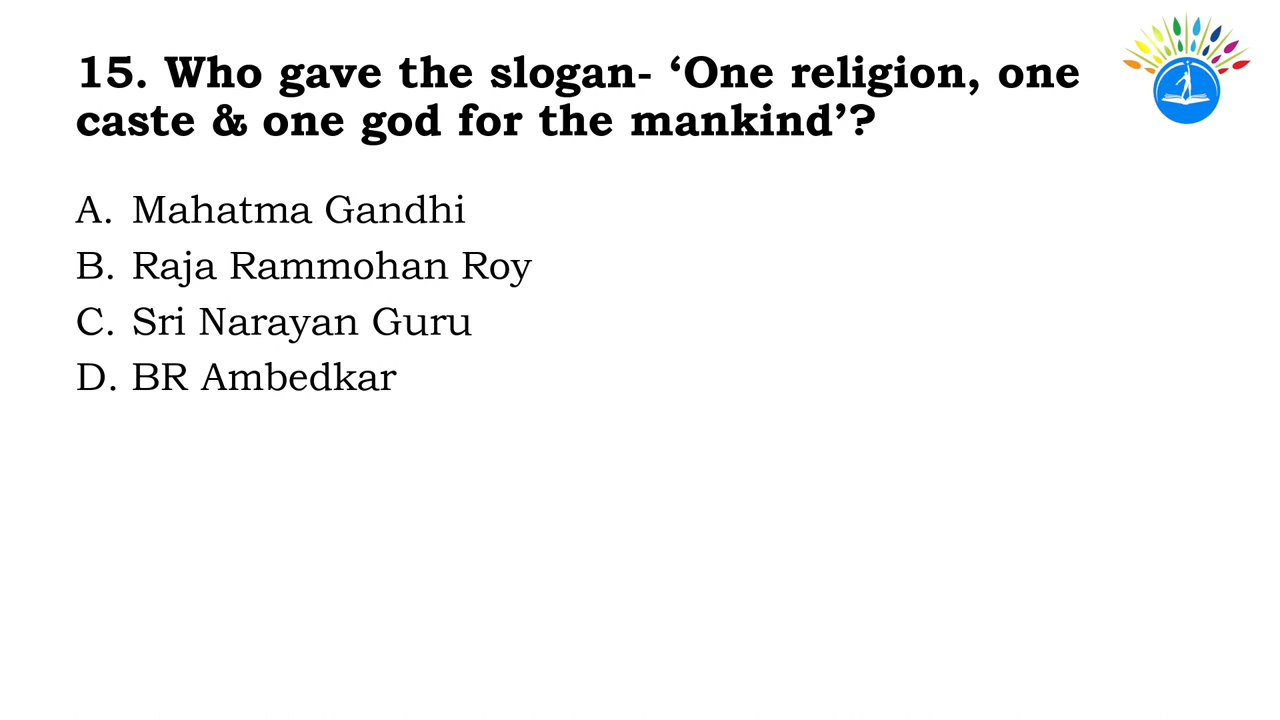 15. Who gave the slogan- ‘One religion, one
caste & one god for the mankind’?
A. Mahatma Gandhi
B. Raja Rammohan Roy
C. Sri Narayan Guru
D. BR Ambedkar